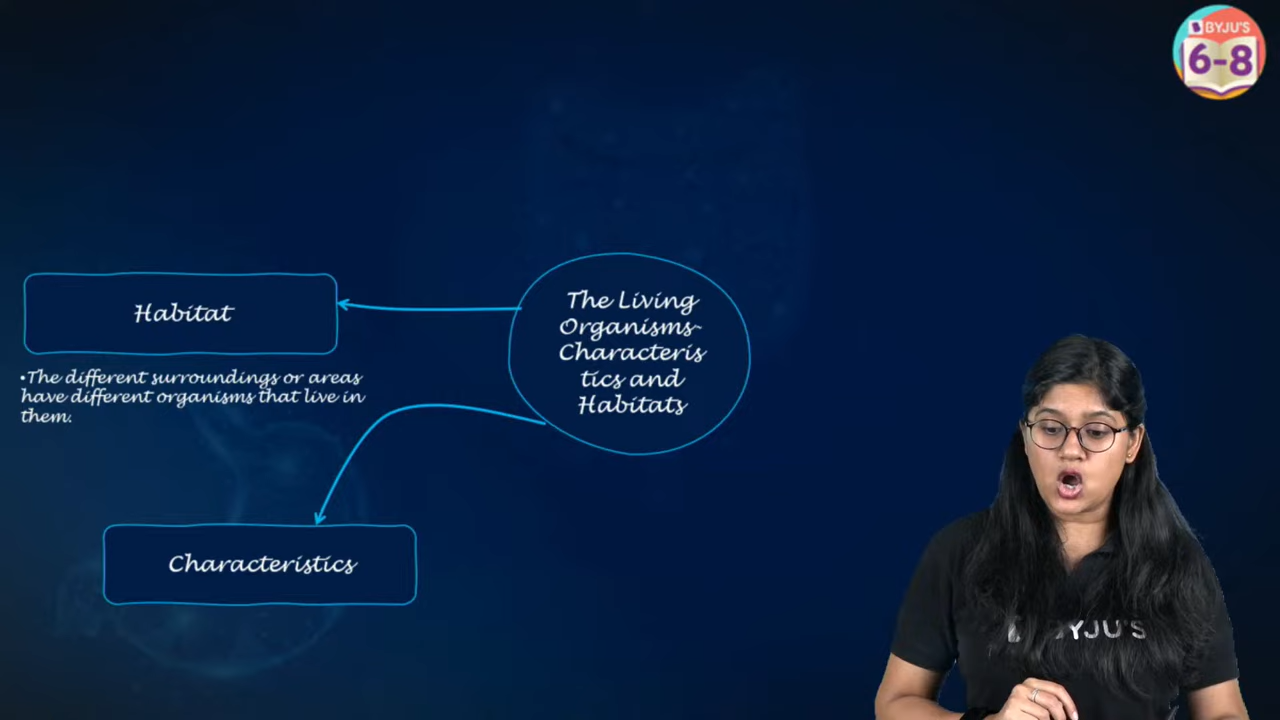 BYJU'S
6-8
Habitat
•The different surroundings or areas
have different organisms that live in
them.
The Living
Organisms-
Characteris
tics and
Habitats
Characteristics
BYJU'S